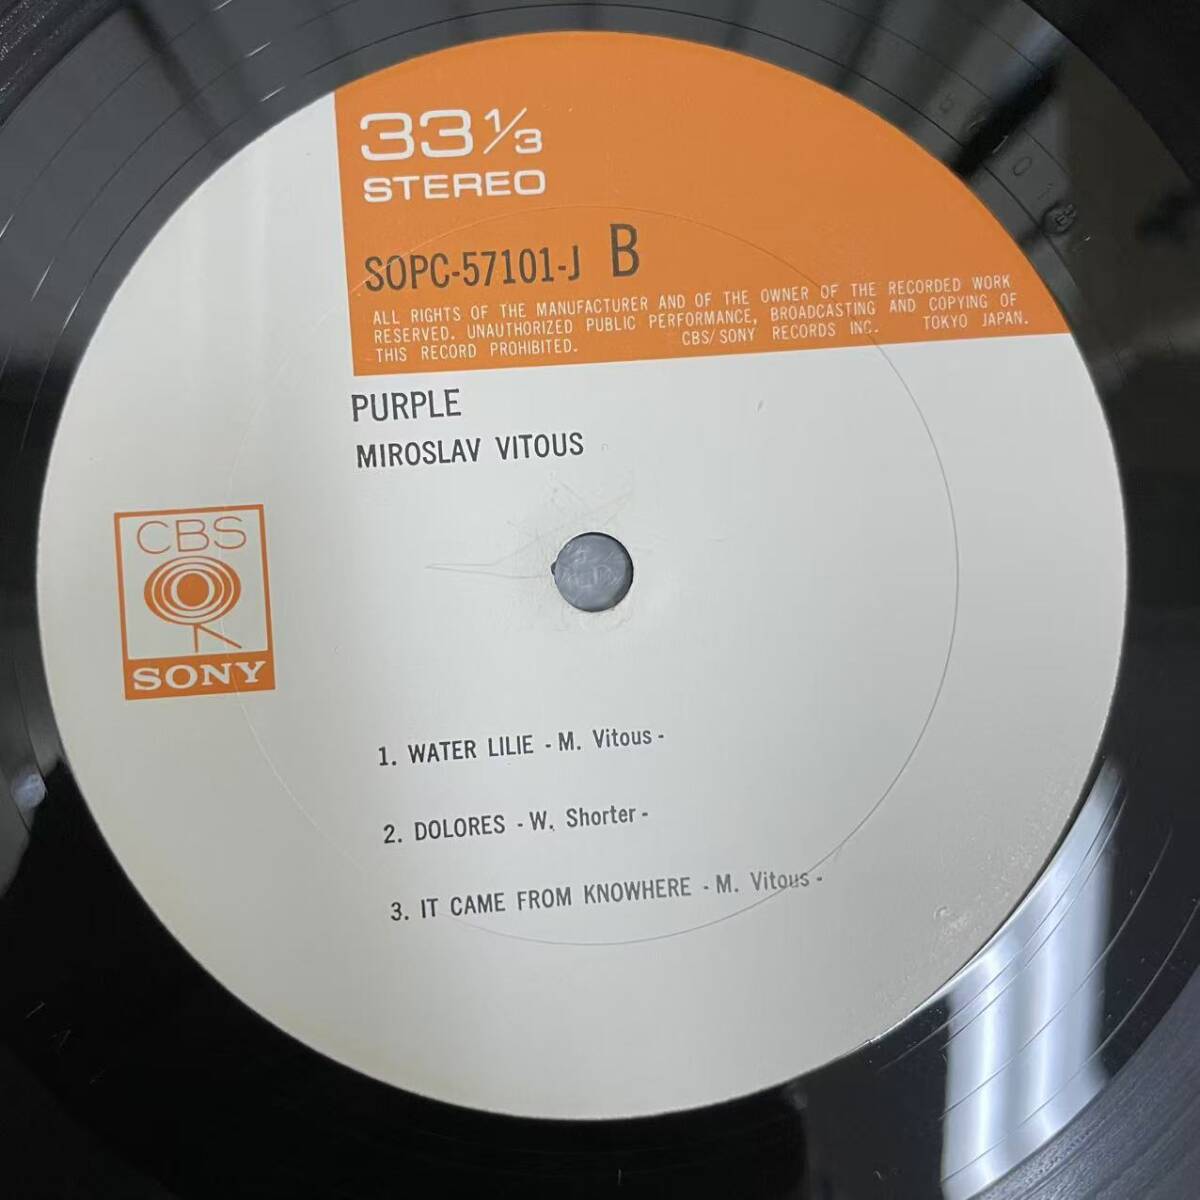 33 1/3
STEREO
SOPC-57101-J B
ALL RIGHTS OF THE MANUFACTURER AND OF THE OWNER OF THE RECORDED WORK
RESERVED. UNAUTHORIZED PUBLIC PERFORMANCE, BROADCASTING AND COPYING OF
THIS RECORD PROHIBITED. CBS/SONY RECORDS INC. TOKYO JAPAN.
PURPLE
MIROSLAV VITOUS
CBS
SONY
1. WATER LILIE - M. Vitous -
2. DOLORES - W. Shorter -
3. IT CAME FROM KNOWHERE - M. Vitous -